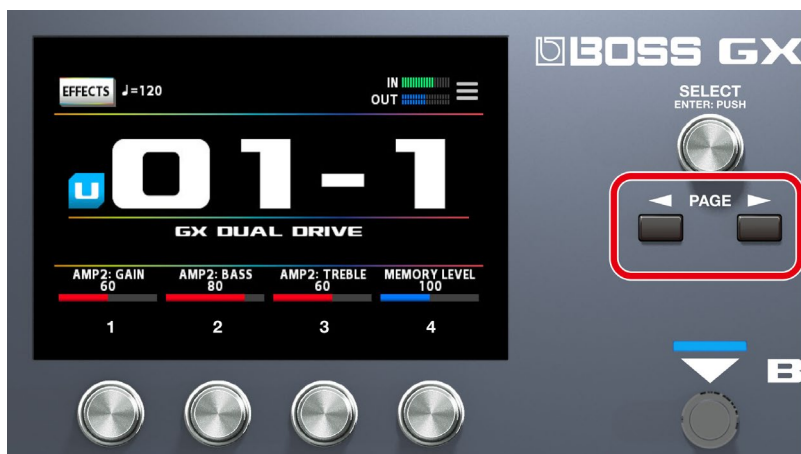 BOSS GX
EFFECTS ♩=120
IN
OUT
SELECT
ENTER: PUSH
U01-1
GX DUAL DRIVE
◀ PAGE ▶
AMP2: GAIN
60
AMP2: BASS
80
AMP2: TREBLE
60
MEMORY LEVEL
100
1
2
3
4